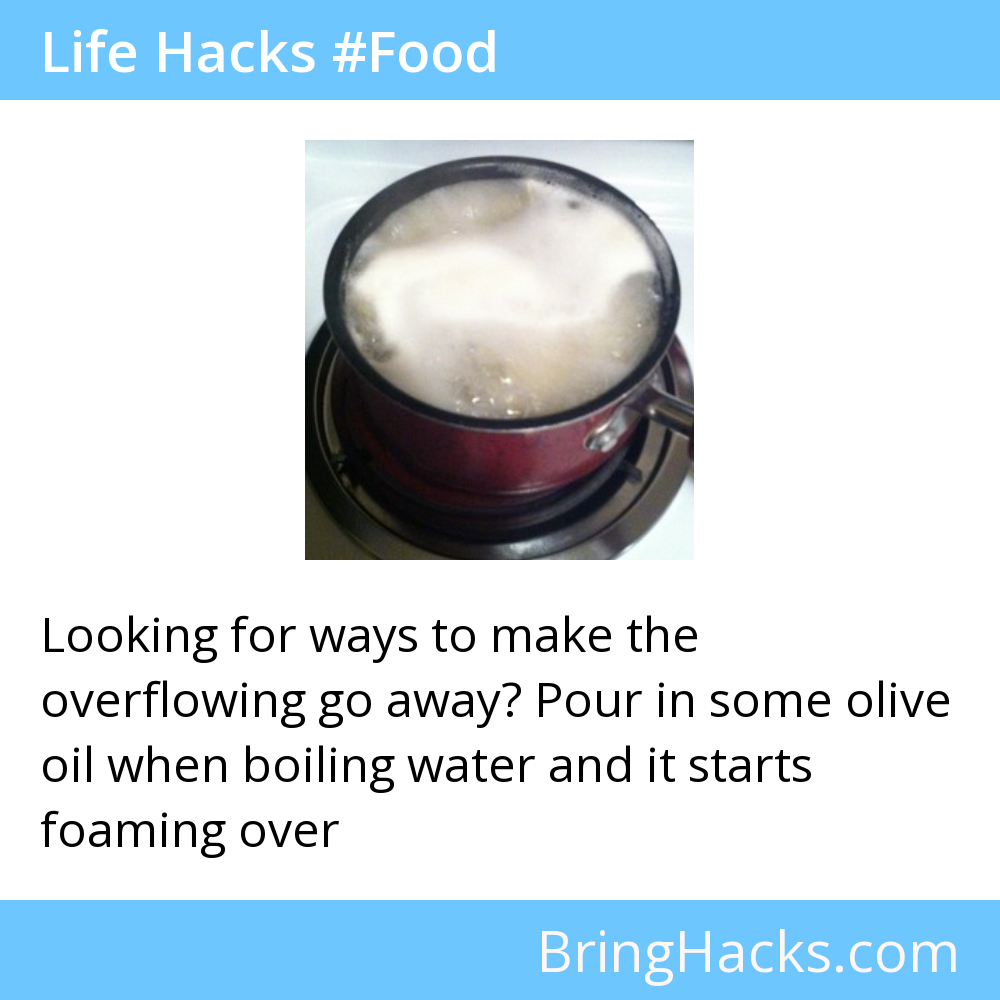 Life Hacks #Food
Looking for ways to make the
overflowing go away? Pour in some olive
oil when boiling water and it starts
foaming over
BringHacks.com